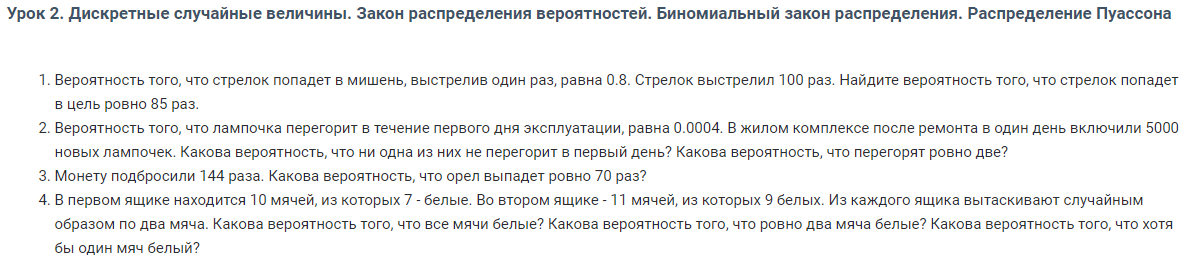 Урок 2. Дискретные случайные величины. Закон распределения вероятностей. Биномиальный закон распределения. Распределение Пуассона
1. Вероятность того, что стрелок попадет в мишень, выстрелив один раз, равна 0.8. Стрелок выстрелил 100 раз. Найдите вероятность того, что стрелок попадет
в цель ровно 85 раз.
2. Вероятность того, что лампочка перегорит в течение первого дня эксплуатации, равна 0.0004. В жилом комплексе после ремонта в один день включили 5000
новых лампочек. Какова вероятность, что ни одна из них не перегорит в первый день? Какова вероятность, что перегорят ровно две?
3. Монету подбросили 144 раза. Какова вероятность, что орел выпадет ровно 70 раз?
4. В первом ящике находится 10 мячей, из которых 7 - белые. Во втором ящике - 11 мячей, из которых 9 белых. Из каждого ящика вытаскивают случайным
образом по два мяча. Какова вероятность того, что все мячи белые? Какова вероятность того, что ровно два мяча белые? Какова вероятность того, что хотя
бы один мяч белый?